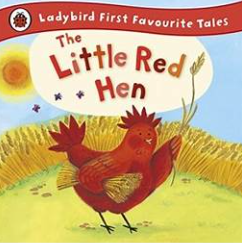 Ladybird First Favourite Tales
The
Little Red
Hen